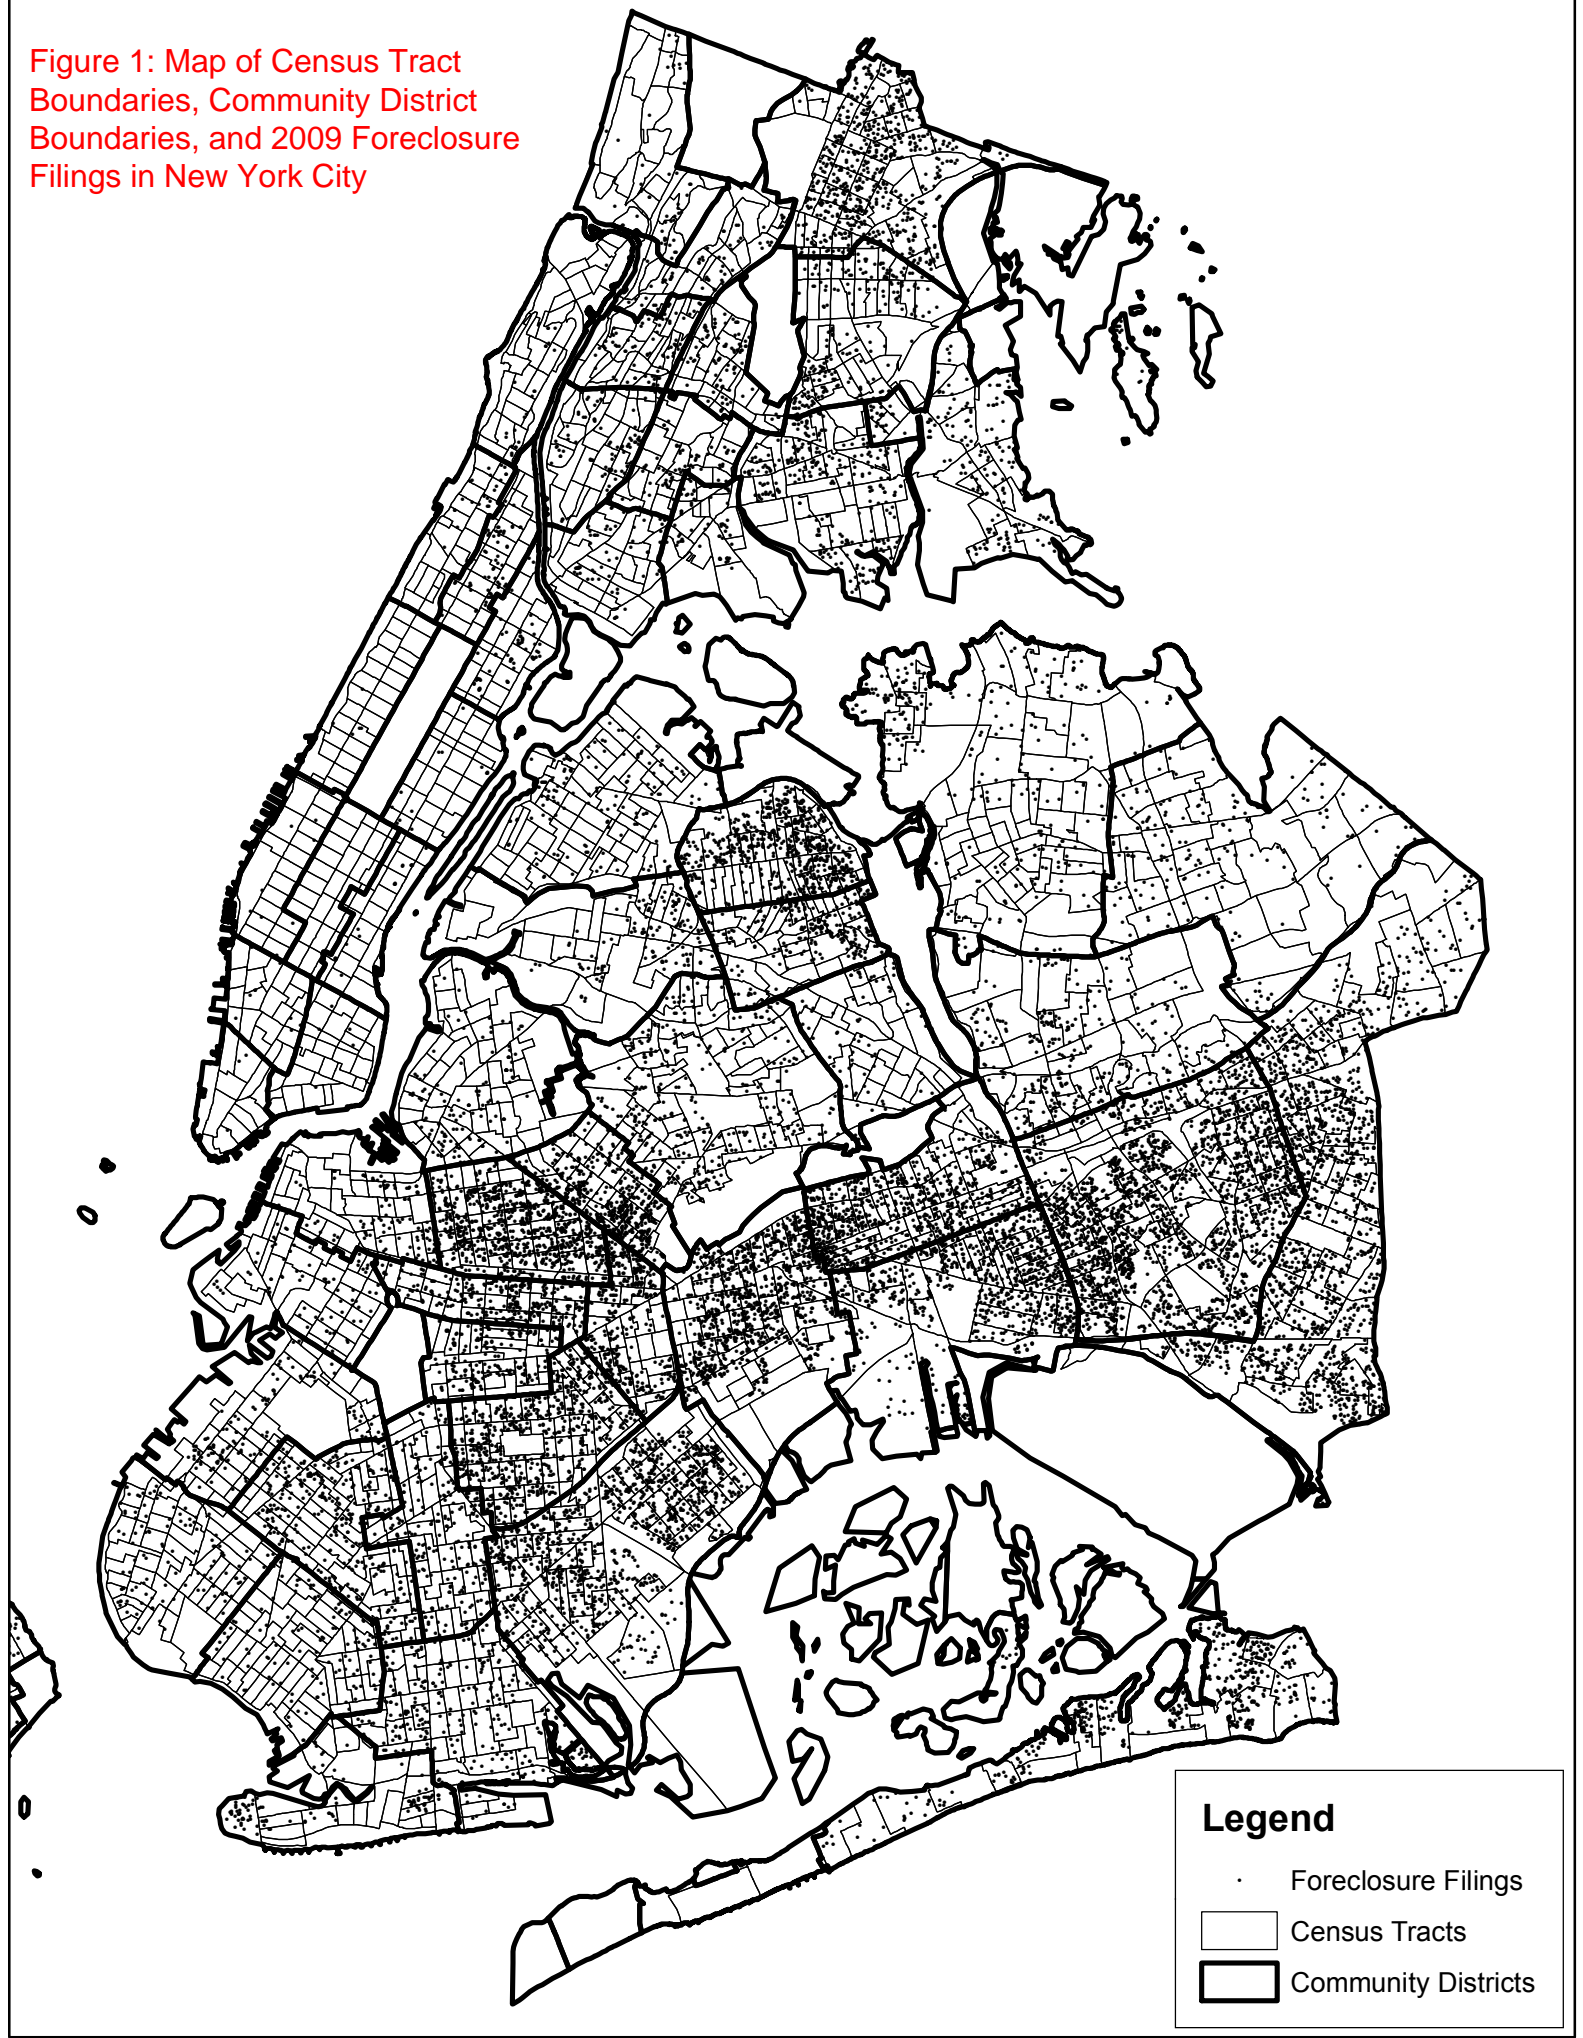 Figure 1: Map of Census Tract
Boundaries, Community District
Boundaries, and 2009 Foreclosure
Filings in New York City
Legend
Foreclosure Filings
Census Tracts
Community Districts